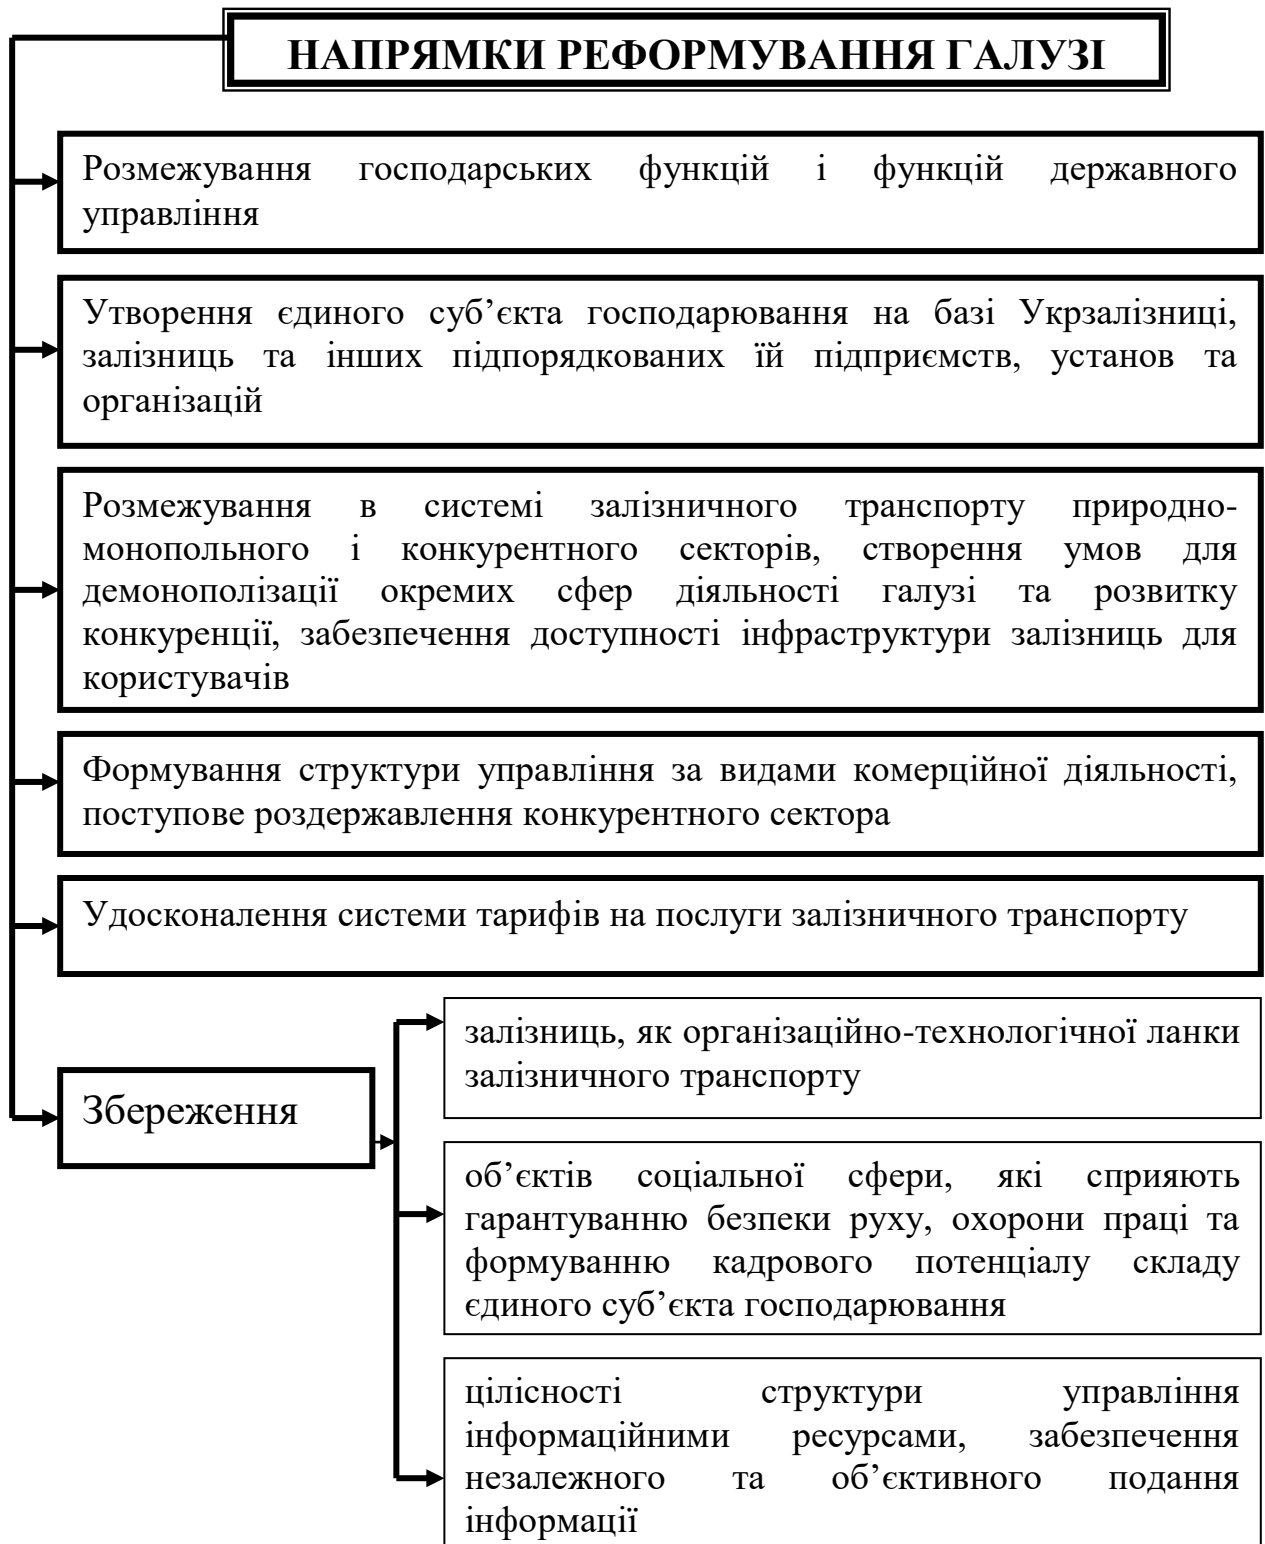 НАПРЯМКИ РЕФОРМУВАННЯ ГАЛУЗІ
Розмежування господарських функцій і функцій державного
управління
Утворення єдиного суб’єкта господарювання на базі Укрзалізниці,
залізниць та інших підпорядкованих їй підприємств, установ та
організацій
Розмежування в системі залізничного транспорту природно-
монопольного і конкурентного секторів, створення умов для
демонополізації окремих сфер діяльності галузі та розвитку
конкуренції, забезпечення доступності інфраструктури залізниць для
користувачів
Формування структури управління за видами комерційної діяльності,
поступове роздержавлення конкурентного сектора
Удосконалення системи тарифів на послуги залізничного транспорту
Збереження
залізниць, як організаційно-технологічної ланки
залізничного транспорту
об’єктів соціальної сфери, які сприяють
гарантуванню безпеки руху, охорони праці та
формуванню кадрового потенціалу складу
єдиного суб’єкта господарювання
цілісності структури управління
інформаційними ресурсами, забезпечення
незалежного та об’єктивного подання
інформації